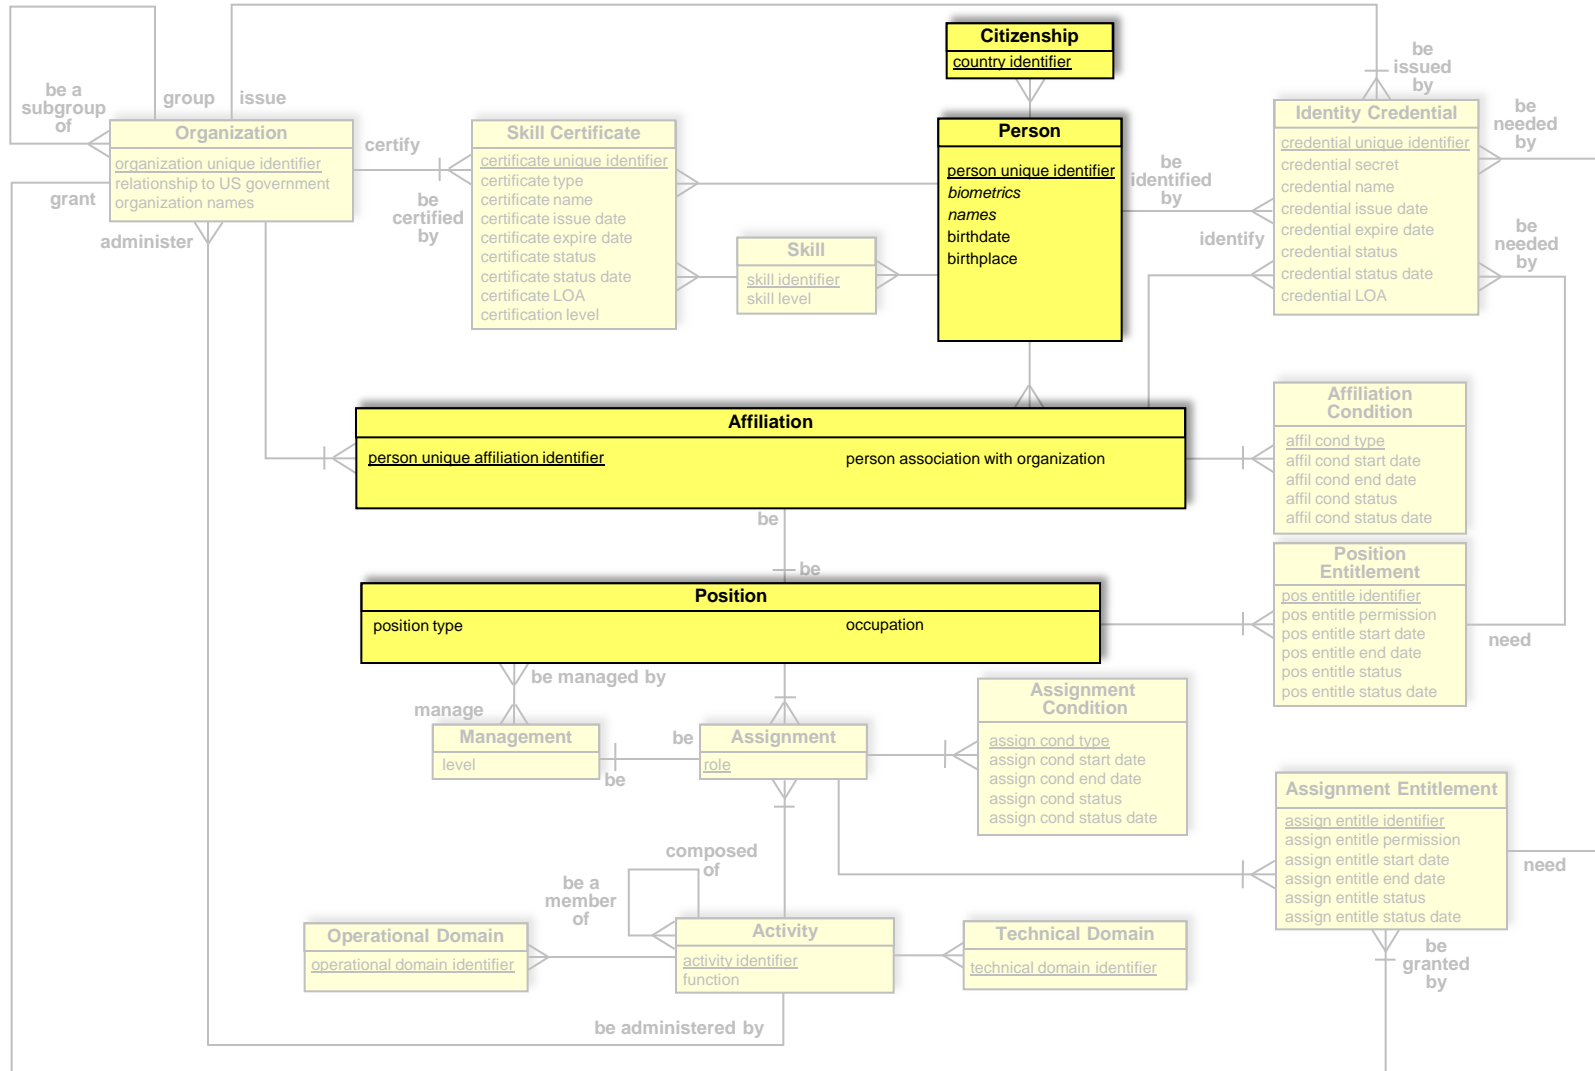 Citizenship
country identifier
be a
subgroup
of
group
issue
be
issued
by
Organization
organization unique identifier
relationship to US government
organization names
certify
Skill Certificate
certificate unique identifier
certificate type
certificate name
certificate issue date
certificate expire date
certificate status
certificate status date
certificate LOA
certification level
be
certified
by
Person
person unique identifier
biometrics
names
birthdate
birthplace
be
identified
by
identify
Identity Credential
credential unique identifier
credential secret
credential name
credential issue date
credential expire date
credential status
credential status date
credential LOA
be
needed
by
be
needed
by
grant
administer
Skill
skill identifier
skill level
Affiliation
person unique affiliation identifier
person association with organization
Affiliation
Condition
affil cond type
affil cond start date
affil cond end date
affil cond status
affil cond status date
be
be
Position
position type
occupation
Position
Entitlement
pos entitle identifier
pos entitle permission
pos entitle start date
pos entitle end date
pos entitle status
pos entitle status date
need
be managed by
manage
Management
level
be
be
Assignment
role
Assignment
Condition
assign cond type
assign cond start date
assign cond end date
assign cond status
assign cond status date
Assignment Entitlement
assign entitle identifier
assign entitle permission
assign entitle start date
assign entitle end date
assign entitle status
assign entitle status date
need
composed
of
be a
member
of
Operational Domain
operational domain identifier
Activity
activity identifier
function
Technical Domain
technical domain identifier
be
granted
by
be administered by